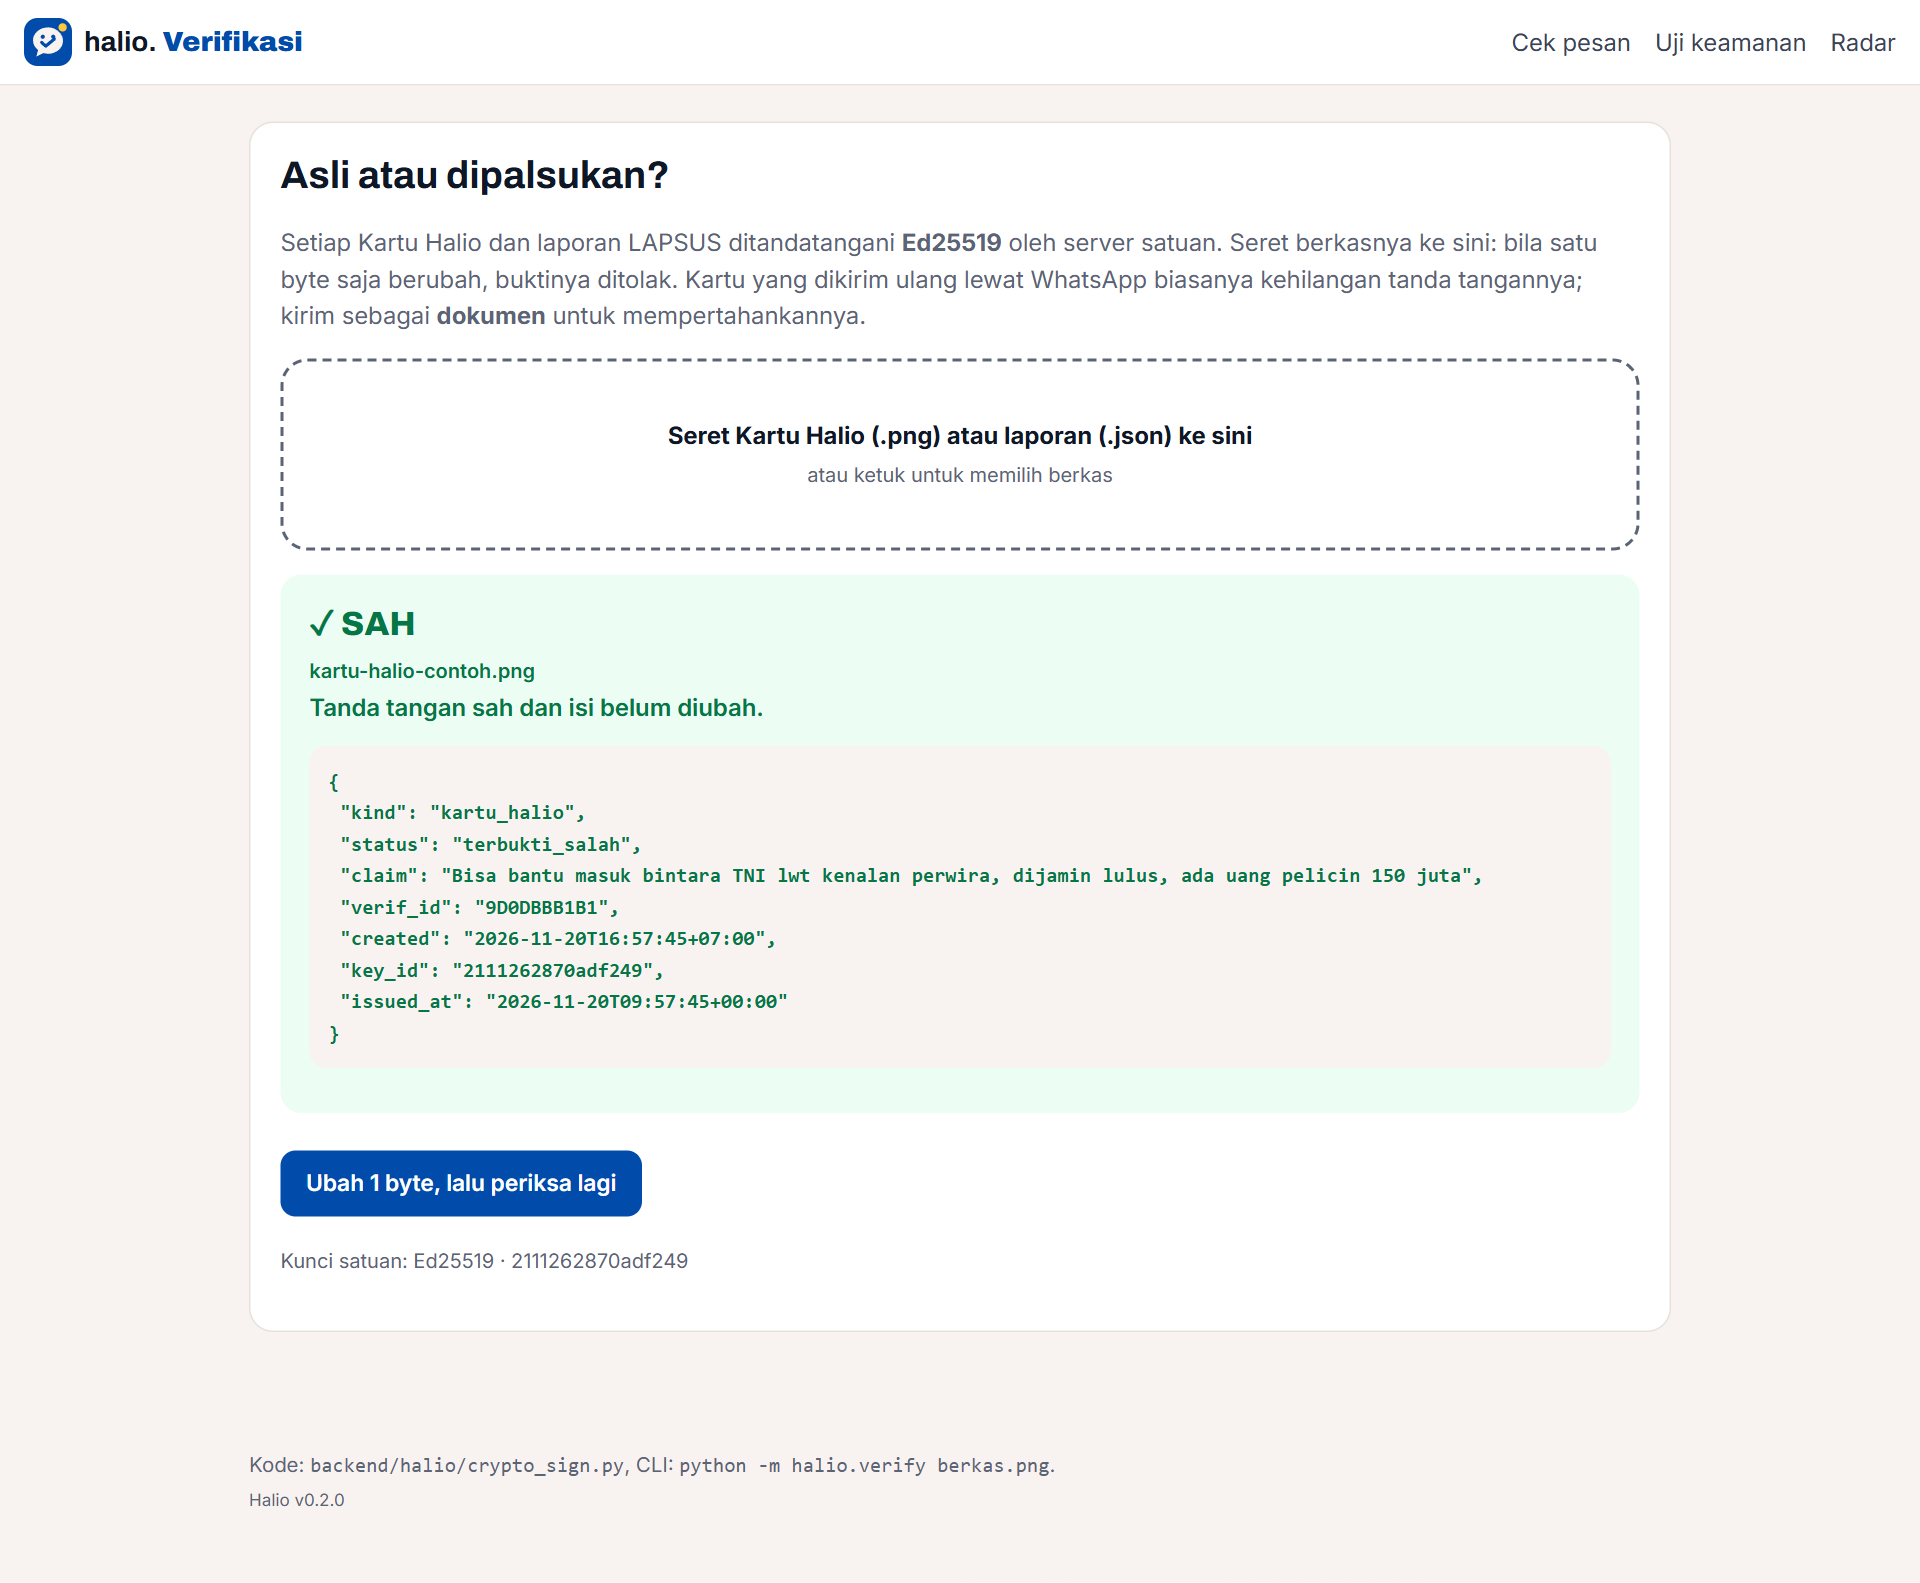 halio. Verifikasi
Cek pesan Uji keamanan Radar
Asli atau dipalsukan?
Setiap Kartu Halio dan laporan LAPSUS ditandatangani Ed25519 oleh server satuan. Seret berkasnya ke sini: bila satu
byte saja berubah, buktinya ditolak. Kartu yang dikirim ulang lewat WhatsApp biasanya kehilangan tanda tangannya;
kirim sebagai dokumen untuk mempertahankannya.
Seret Kartu Halio (.png) atau laporan (.json) ke sini
atau ketuk untuk memilih berkas
✓ SAH
kartu-halio-contoh.png
Tanda tangan sah dan isi belum diubah.
{
"kind": "kartu_halio",
"status": "terbukti_salah",
"claim": "Bisa bantu masuk bintara TNI lwt kenalan perwira, dijamin lulus, ada uang pelicin 150 juta",
"verif_id": "9D0DBBB1B1",
"created": "2026-11-20T16:57:45+07:00",
"key_id": "2111262870adf249",
"issued_at": "2026-11-20T09:57:45+00:00"
}
Ubah 1 byte, lalu periksa lagi
Kunci satuan: Ed25519 · 2111262870adf249
Kode: backend/halio/crypto_sign.py, CLI: python -m halio.verify berkas.png.
Halio v0.2.0